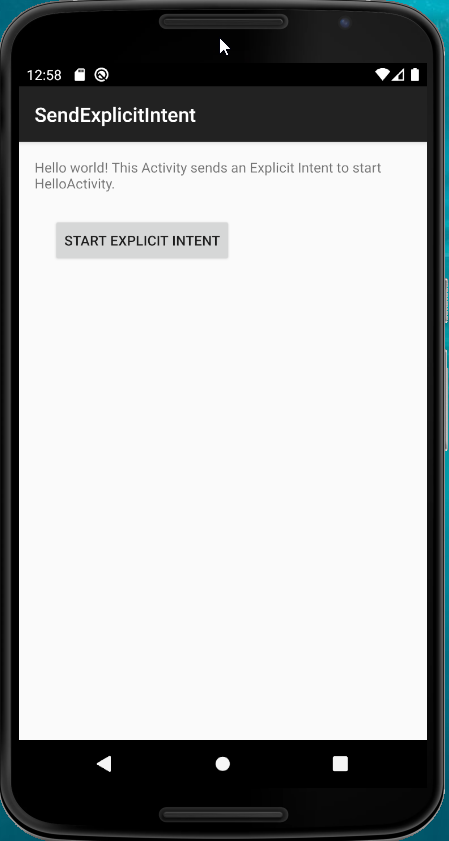 12:58
SendExplicitIntent
Hello world! This Activity sends an Explicit Intent to start
HelloActivity.
START EXPLICIT INTENT